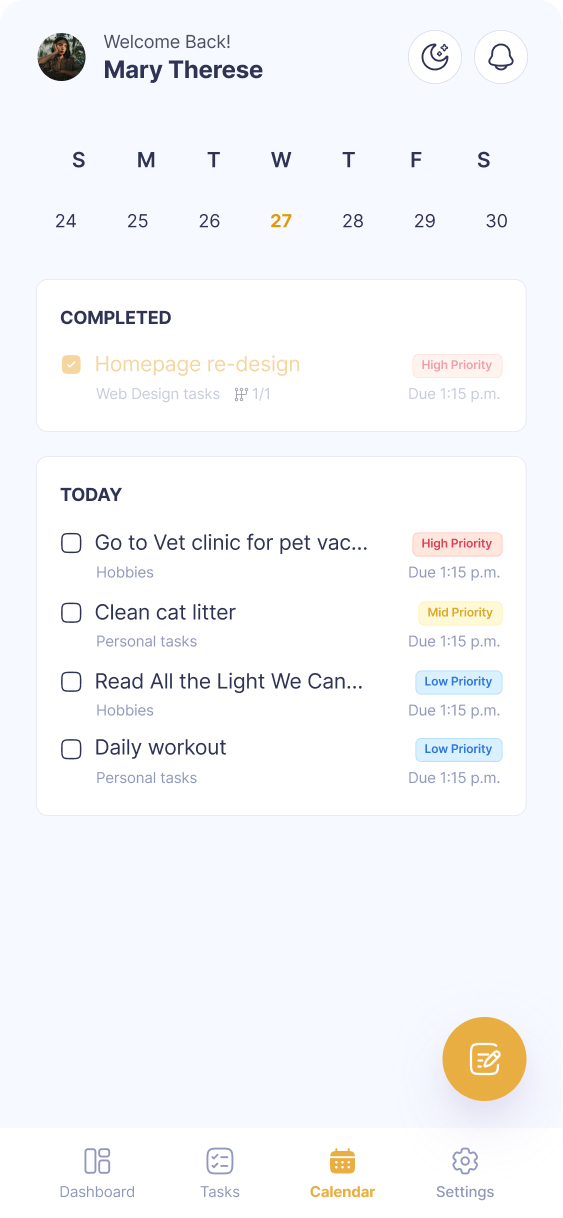 Welcome Back!
Mary Therese
S M T W T F S
24 25 26 27 28 29 30
COMPLETED
Homepage re-design High Priority
Web Design tasks 1/1 Due 1:15 p.m.
TODAY
Go to Vet clinic for pet vac... High Priority
Hobbies Due 1:15 p.m.
Clean cat litter Mid Priority
Personal tasks Due 1:15 p.m.
Read All the Light We Can... Low Priority
Hobbies Due 1:15 p.m.
Daily workout Low Priority
Personal tasks Due 1:15 p.m.
Dashboard Tasks Calendar Settings